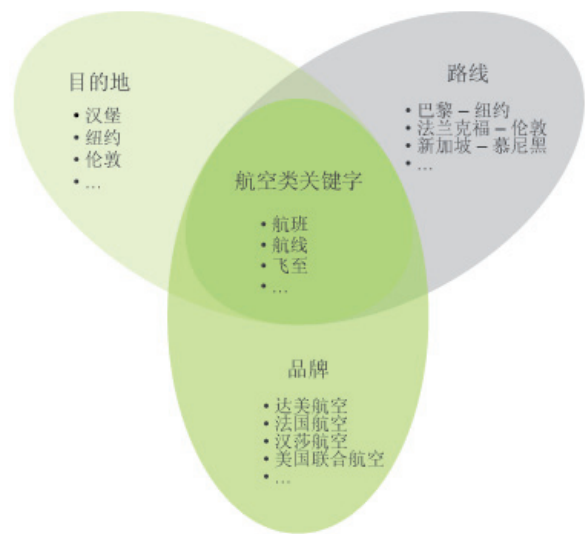 目的地
• 汉堡
• 纽约
• 伦敦
• ...
路线
• 巴黎 – 纽约
• 法兰克福 – 伦敦
• 新加坡 – 慕尼黑
• ...
航空类关键字
• 航班
• 航线
• 飞至
• ...
品牌
• 达美航空
• 法国航空
• 汉莎航空
• 美国联合航空
• ...